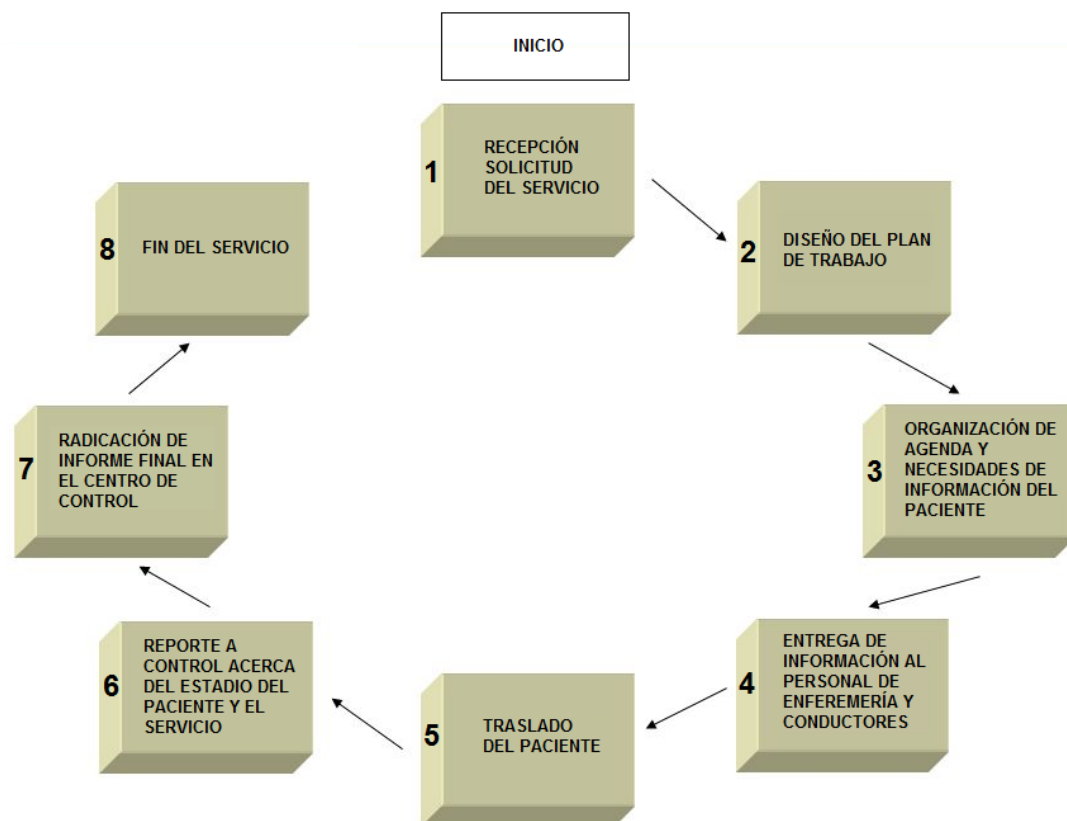 INICIO
1
RECEPCIÓN
SOLICITUD
DEL SERVICIO
2
DISEÑO DEL PLAN
DE TRABAJO
3
ORGANIZACIÓN DE
AGENDA Y
NECESIDADES DE
INFORMACIÓN DEL
PACIENTE
4
ENTREGA DE
INFORMACIÓN AL
PERSONAL DE
ENFEREMERÍA Y
CONDUCTORES
5
TRASLADO
DEL PACIENTE
6
REPORTE A
CONTROL ACERCA
DEL ESTADIO DEL
PACIENTE Y EL
SERVICIO
7
RADICACIÓN DE
INFORME FINAL EN
EL CENTRO DE
CONTROL
8
FIN DEL SERVICIO